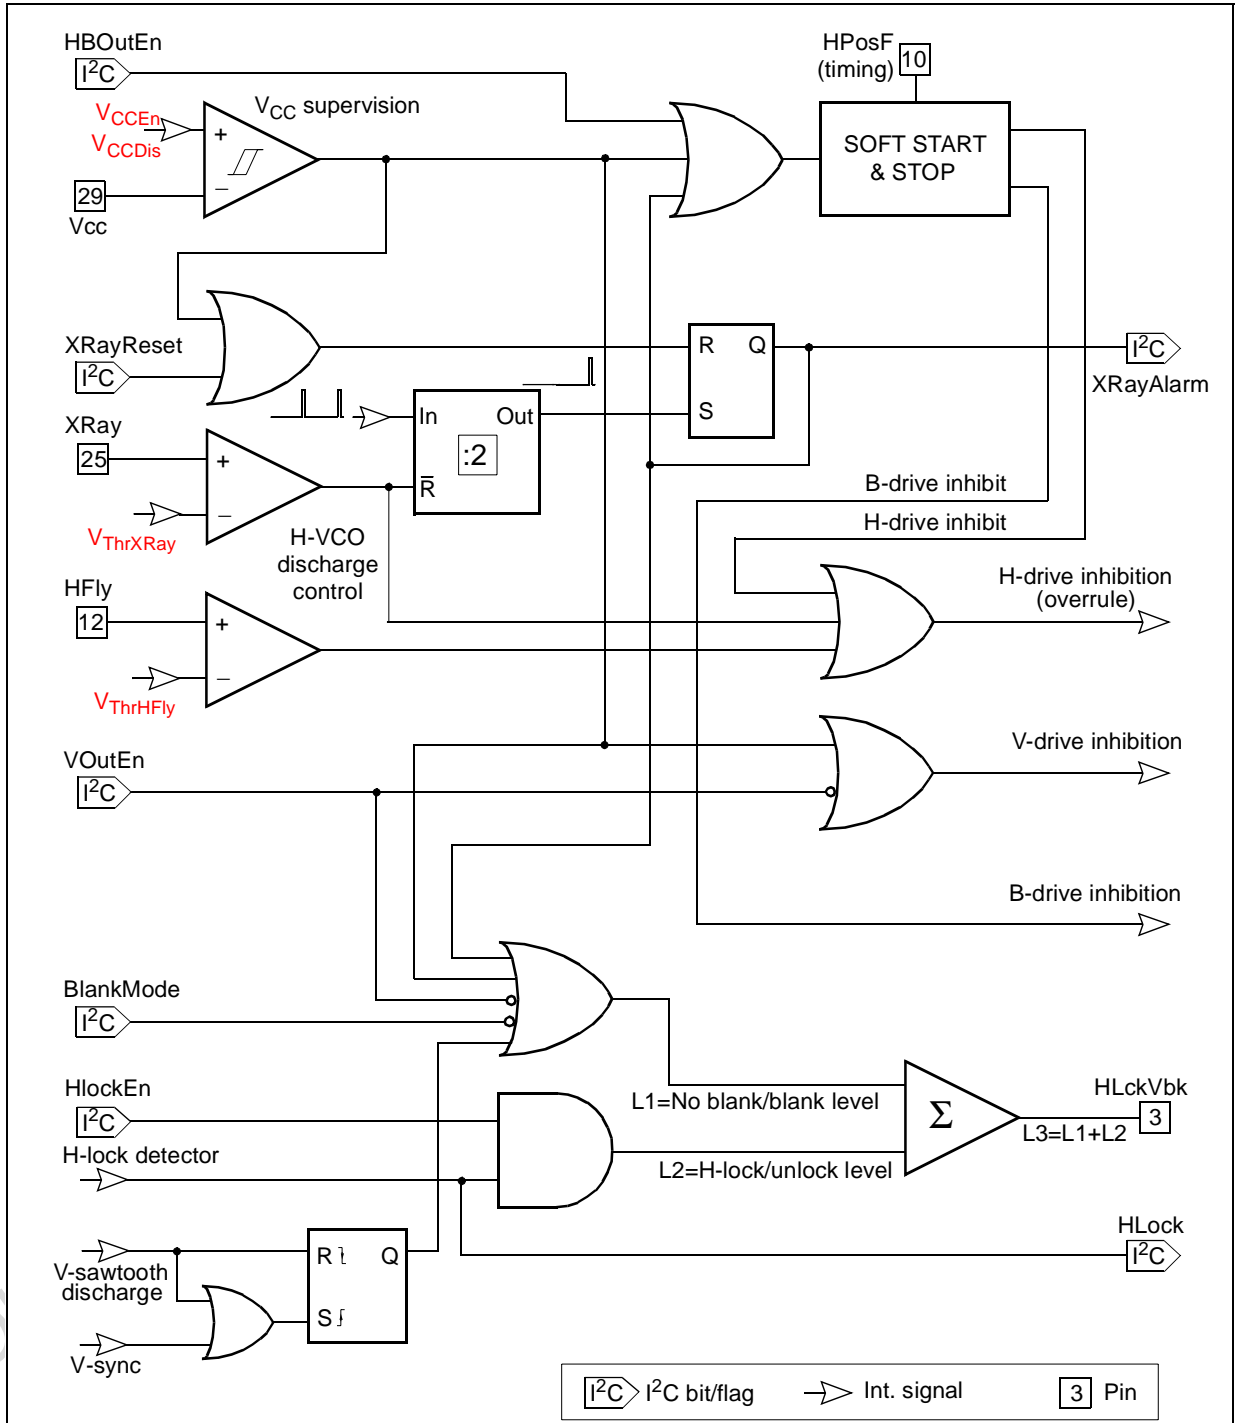 HBOutEn
I2C
VCCEn
VCCDis
VCC supervision
+
−
29
Vcc
HPosF
(timing)
10
SOFT START
& STOP
XRayReset
I2C
R Q
S
I2C
XRayAlarm
XRay
25
+
−
VThrXRay
In Out
:2
R̅
H-VCO
discharge
control
B-drive inhibit
H-drive inhibit
HFly
12
+
−
VThrHFly
H-drive inhibition
(overrule)
VOutEn
I2C
V-drive inhibition
B-drive inhibition
BlankMode
I2C
HlockEn
I2C
H-lock detector
L1=No blank/blank level
L2=H-lock/unlock level
Σ
HLckVbk
3
L3=L1+L2
HLock
I2C
V-sawtooth
discharge
R Q
S
V-sync
I2C I2C bit/flag Int. signal 3 Pin